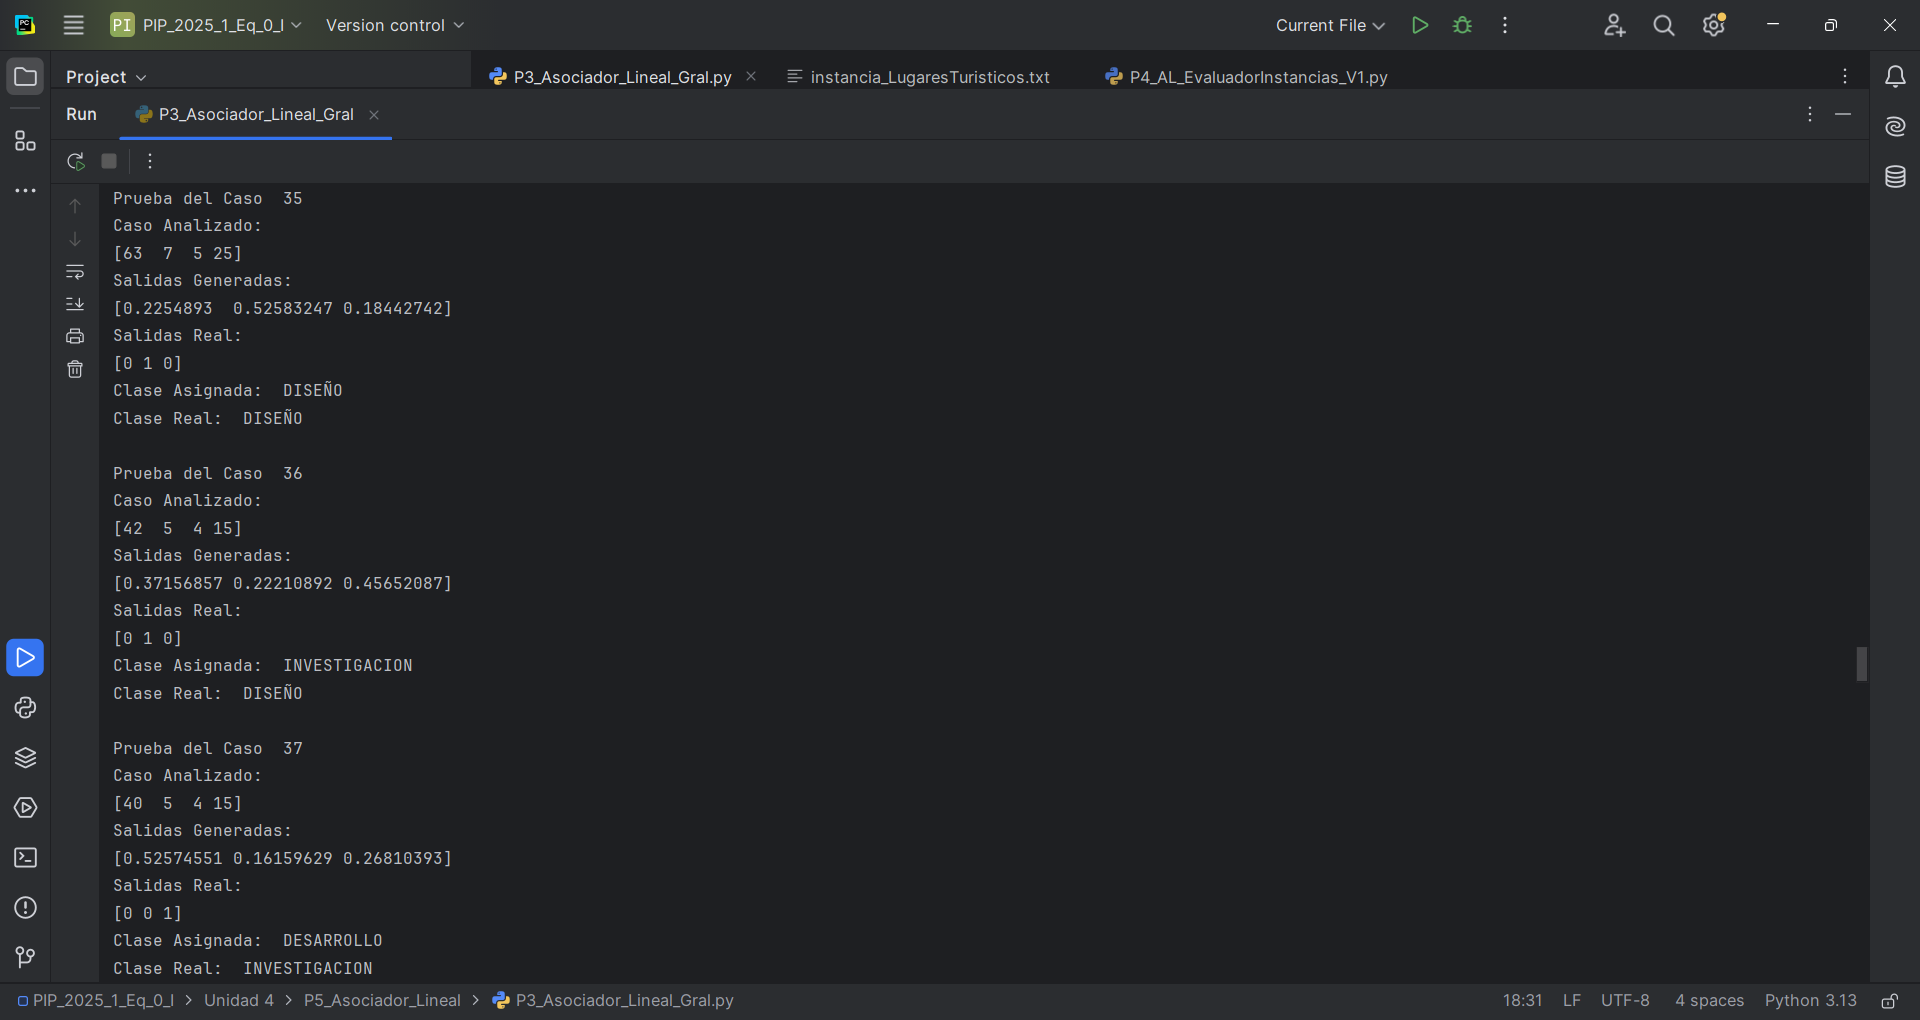 PI PIP_2025_1_Eq_0_I Version control Current File
Project P3_Asociador_Lineal_Gral.py instancia_LugaresTuristicos.txt P4_AL_EvaluadorInstancias_V1.py
Run P3_Asociador_Lineal_Gral
Prueba del Caso  35
Caso Analizado:
[63  7  5 25]
Salidas Generadas:
[0.2254893  0.52583247 0.18442742]
Salidas Real:
[0 1 0]
Clase Asignada:  DISEÑO
Clase Real:  DISEÑO
Prueba del Caso  36
Caso Analizado:
[42  5  4 15]
Salidas Generadas:
[0.37156857 0.22210892 0.45652087]
Salidas Real:
[0 1 0]
Clase Asignada:  INVESTIGACION
Clase Real:  DISEÑO
Prueba del Caso  37
Caso Analizado:
[40  5  4 15]
Salidas Generadas:
[0.52574551 0.16159629 0.26810393]
Salidas Real:
[0 0 1]
Clase Asignada:  DESARROLLO
Clase Real:  INVESTIGACION
PIP_2025_1_Eq_0_I > Unidad 4 > P5_Asociador_Lineal > P3_Asociador_Lineal_Gral.py 18:31 LF UTF-8 4 spaces Python 3.13